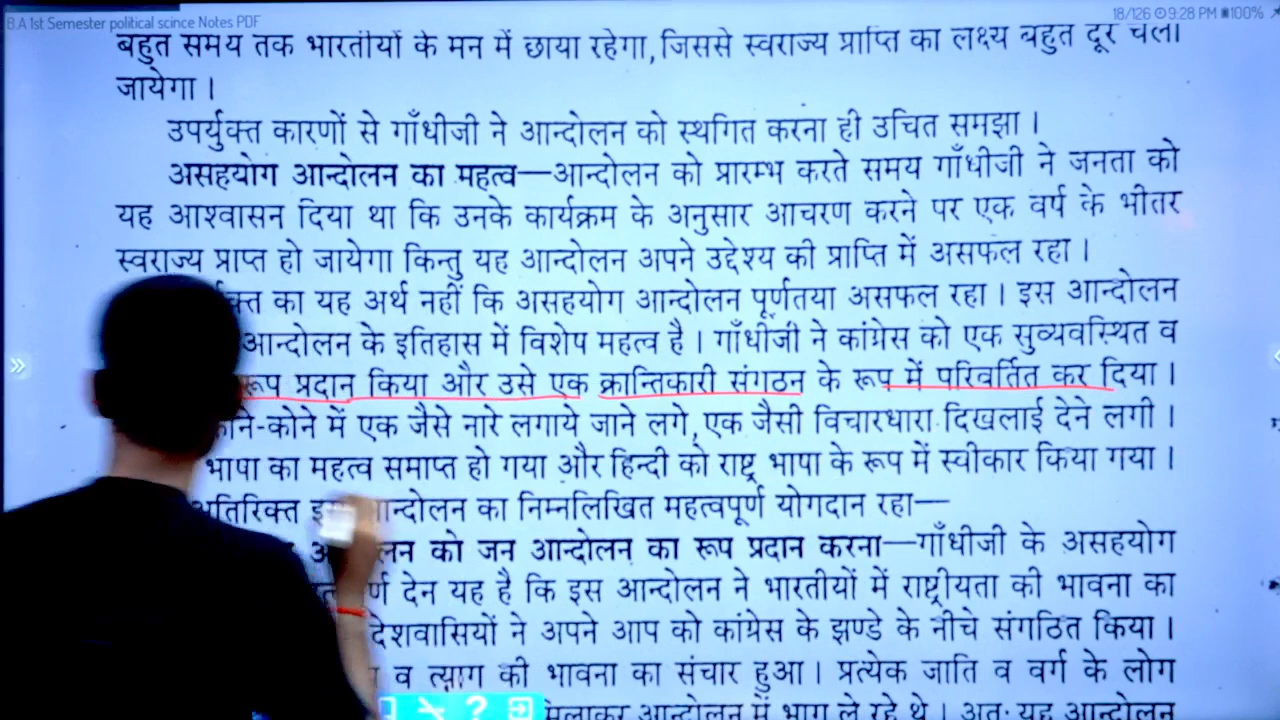 B.A 1st Semester political scince Notes PDF
18/126 9:28 PM 100%
बहुत समय तक भारतीयों के मन में छाया रहेगा, जिससे स्वराज्य प्राप्ति का लक्ष्य बहुत दूर चला
जायेगा ।
उपर्युक्त कारणों से गाँधीजी ने आन्दोलन को स्थगित करना ही उचित समझा ।
असहयोग आन्दोलन का महत्व—आन्दोलन को प्रारम्भ करते समय गाँधीजी ने जनता को
यह आश्वासन दिया था कि उनके कार्यक्रम के अनुसार आचरण करने पर एक वर्ष के भीतर
स्वराज्य प्राप्त हो जायेगा किन्तु यह आन्दोलन अपने उद्देश्य की प्राप्ति में असफल रहा ।
का यह अर्थ नहीं कि असहयोग आन्दोलन पूर्णतया असफल रहा । इस आन्दोलन
आन्दोलन के इतिहास में विशेष महत्व है । गाँधीजी ने कांग्रेस को एक सुव्यवस्थित व
रूप प्रदान किया और उसे एक क्रान्तिकारी संगठन के रूप में परिवर्तित कर दिया ।
कोने-कोने में एक जैसे नारे लगाये जाने लगे, एक जैसी विचारधारा दिखलाई देने लगी ।
भाषा का महत्व समाप्त हो गया और हिन्दी को राष्ट्र भाषा के रूप में स्वीकार किया गया ।
अतिरिक्त इस आन्दोलन का निम्नलिखित महत्वपूर्ण योगदान रहा—
को जन आन्दोलन का रूप प्रदान करना—गाँधीजी के असहयोग
देन यह है कि इस आन्दोलन ने भारतीयों में राष्ट्रीयता की भावना का
देशवासियों ने अपने आप को कांग्रेस के झण्डे के नीचे संगठित किया ।
व त्याग की भावना का संचार हुआ । प्रत्येक जाति व वर्ग के लोग
मिलाकर आन्दोलन में भाग ले रहे थे । अतः यह आन्दोलन